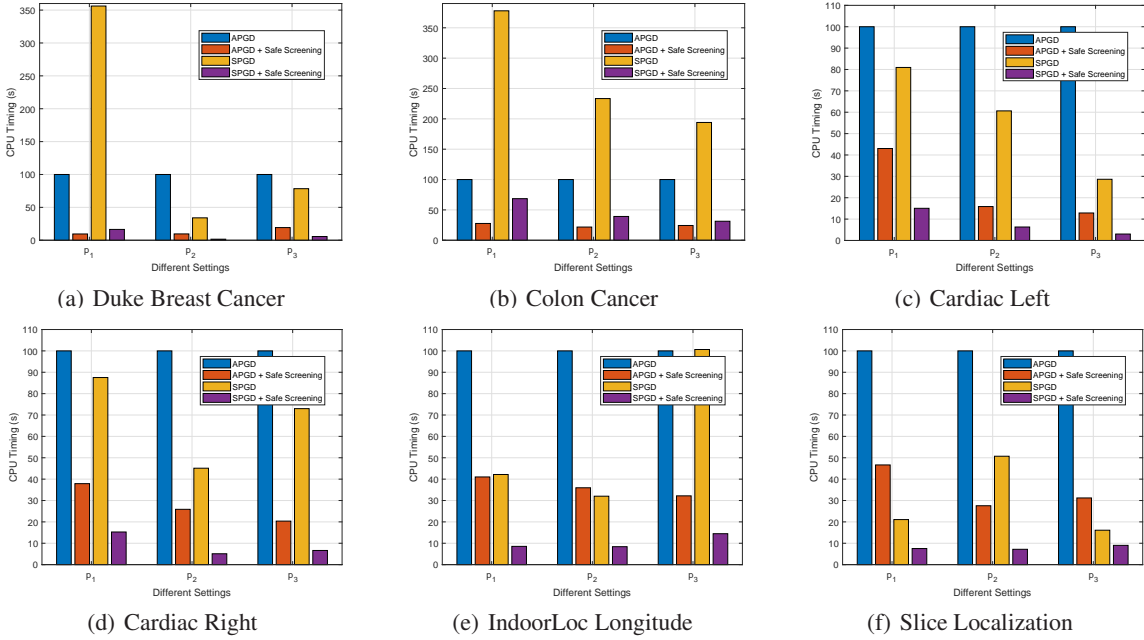 350
300
250
200
150
100
50
0
CPU Timing (s)
APGD
APGD + Safe Screening
SPGD
SPGD + Safe Screening
p1
p2
p3
Different Settings
(a) Duke Breast Cancer
350
300
250
200
150
100
50
0
CPU Timing (s)
APGD
APGD + Safe Screening
SPGD
SPGD + Safe Screening
p1
p2
p3
Different Settings
(b) Colon Cancer
110
100
90
80
70
60
50
40
30
20
10
0
CPU Timing (s)
APGD
APGD + Safe Screening
SPGD
SPGD + Safe Screening
p1
p2
p3
Different Settings
(c) Cardiac Left
110
100
90
80
70
60
50
40
30
20
10
0
CPU Timing (s)
APGD
APGD + Safe Screening
SPGD
SPGD + Safe Screening
p1
p2
p3
Different Settings
(d) Cardiac Right
110
100
90
80
70
60
50
40
30
20
10
0
CPU Timing (s)
APGD
APGD + Safe Screening
SPGD
SPGD + Safe Screening
p1
p2
p3
Different Settings
(e) IndoorLoc Longitude
110
100
90
80
70
60
50
40
30
20
10
0
CPU Timing (s)
APGD
APGD + Safe Screening
SPGD
SPGD + Safe Screening
p1
p2
p3
Different Settings
(f) Slice Localization